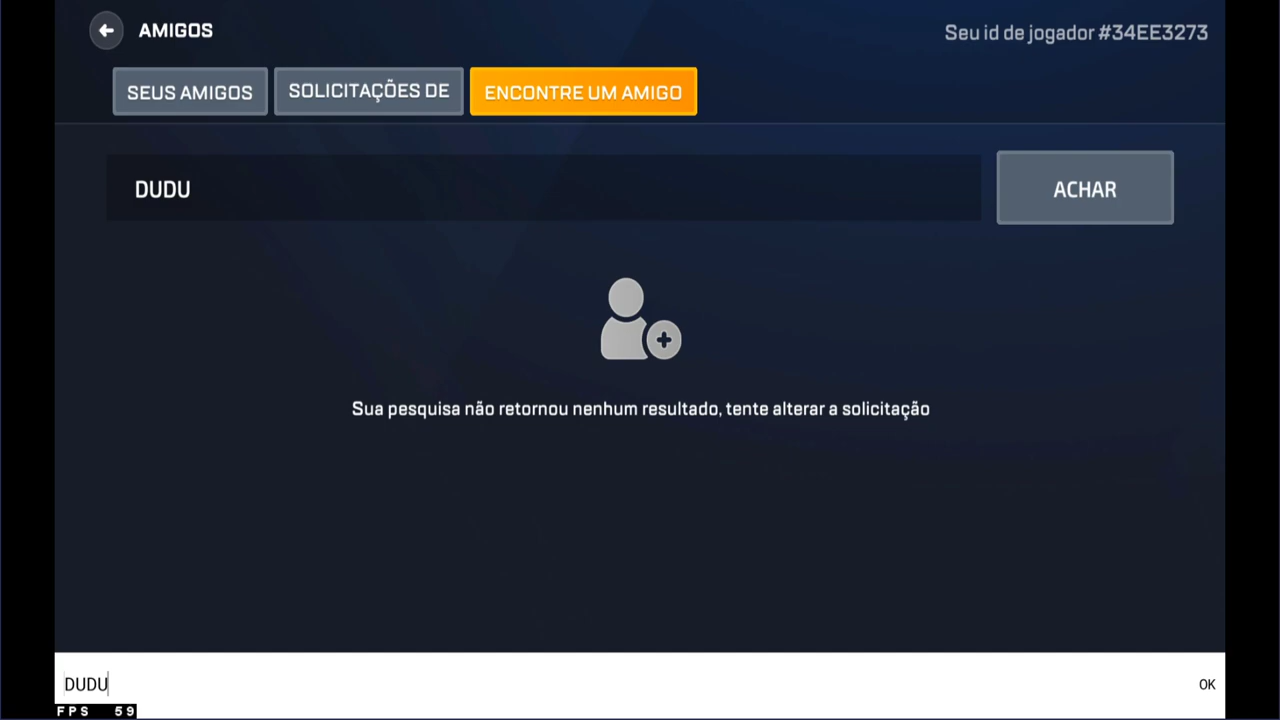 AMIGOS
Seu id de jogador #34EE3273
SEUS AMIGOS
SOLICITAÇÕES DE
ENCONTRE UM AMIGO
DUDU
ACHAR
Sua pesquisa não retornou nenhum resultado, tente alterar a solicitação
DUDU
OK
FPS 59